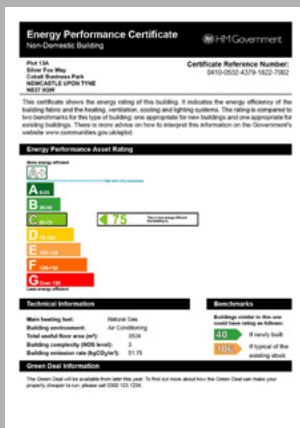 Energy Performance Certificate
Non-Domestic Building
HM Government
Plot 13A
Silver Fox Way
Cobalt Business Park
NEWCASTLE UPON TYNE
NE27 0QW
Certificate Reference Number:
0410-0532-4379-1622-7002
This certificate shows the energy rating of this building. It indicates the energy efficiency of the
building fabric and the heating, ventilation, cooling and lighting systems. The rating is compared to
two benchmarks for this type of building: one appropriate for new buildings and one appropriate for
existing buildings. There is more advice on how to interpret this information on the Government's
website www.communities.gov.uk/epbd.
Energy Performance Asset Rating
More energy efficient
A+
A 0-25
B 26-50
C 51-75
75
This is how energy efficient
the building is.
D 76-100
E 101-125
F 126-150
G Over 150
Less energy efficient
Technical Information
Main heating fuel: Natural Gas
Building environment: Air Conditioning
Total useful floor area (m²): 3524
Building complexity (NOS level): 3
Building emission rate (kgCO₂/m²): 51.78
Benchmarks
Buildings similar to this one
could have rating as follows:
40 If newly built
If typical of the
existing stock
Green Deal Information
The Green Deal will be available from later this year. To find out more about how the Green Deal can make your
property cheaper to run, please call 0300 123 1234.